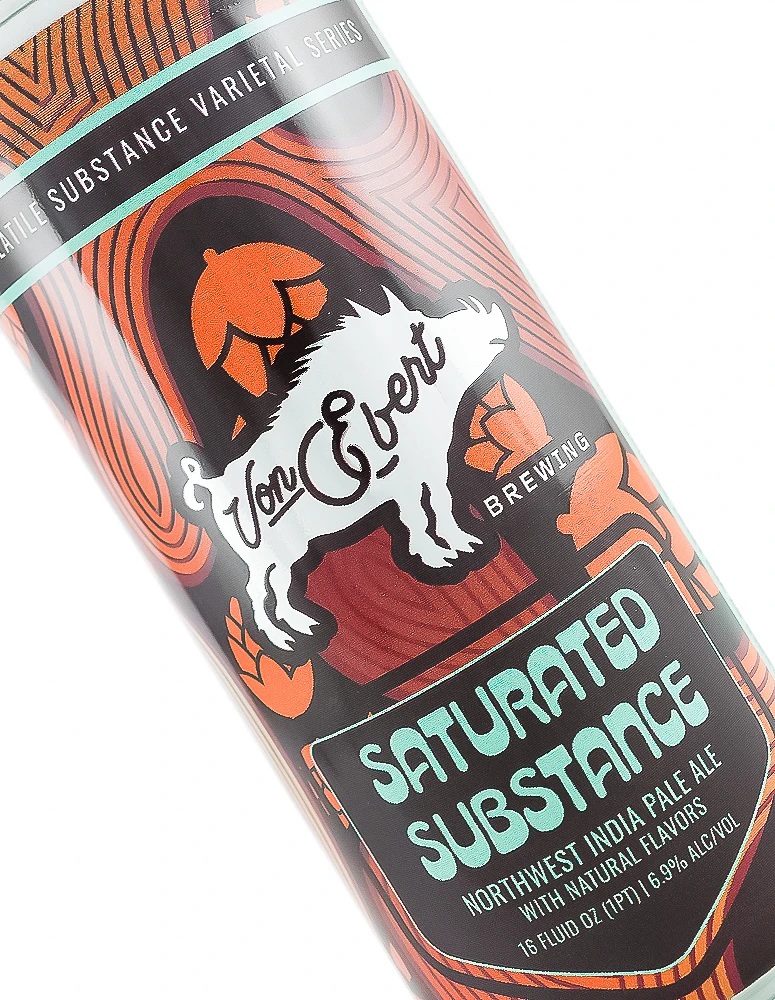 SUBSTANCE VARIETAL SERIES
Von Ebert
BREWING
SATURATED
SUBSTANCE
NORTHWEST INDIA PALE ALE
WITH NATURAL FLAVORS
16 FLUID OZ (1PT) | 6.9% ALC/VOL